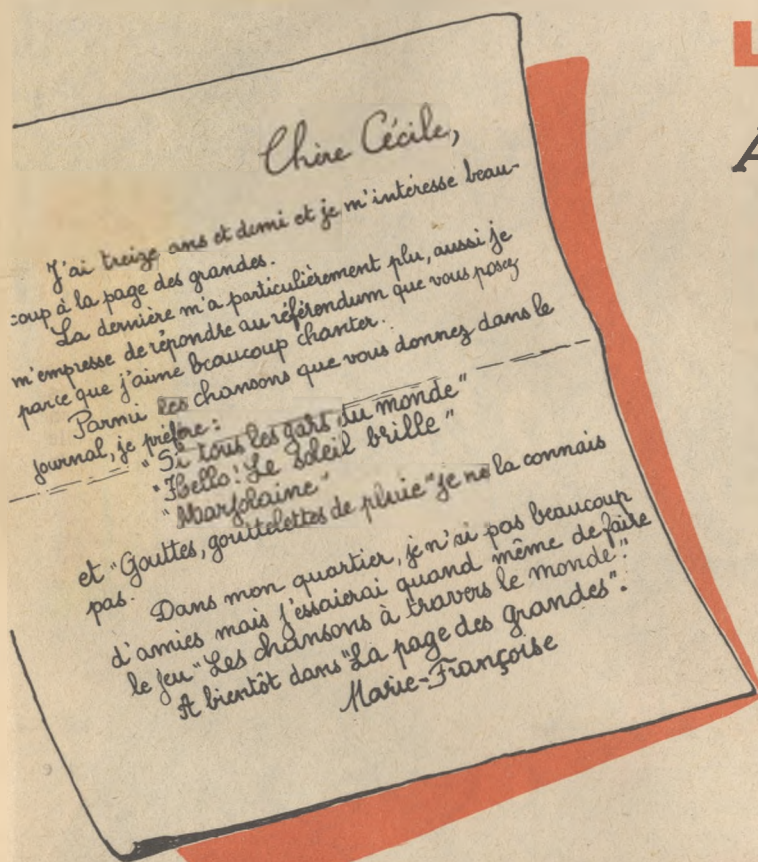 L
A
Chère Cécile,
J'ai treize ans et demi et je m'intéresse beau-
coup à la page des grandes.
La dernière m'a particulièrement plu, aussi je
m'empresse de répondre au référendum que vous posez
parce que j'aime beaucoup chanter.
Parmi les chansons que vous donnez dans le
journal, je préfère :
"Si tous les gars du monde"
"Hello! Le soleil brille"
"Marjolaine"
et "Gouttes, gouttelettes de pluie" je ne la connais
pas.
Dans mon quartier, je n'ai pas beaucoup
d'amies mais j'essaierai quand même de faire
le jeu "Les chansons à travers le monde".
A bientôt dans "La page des grandes".
Marie-Françoise